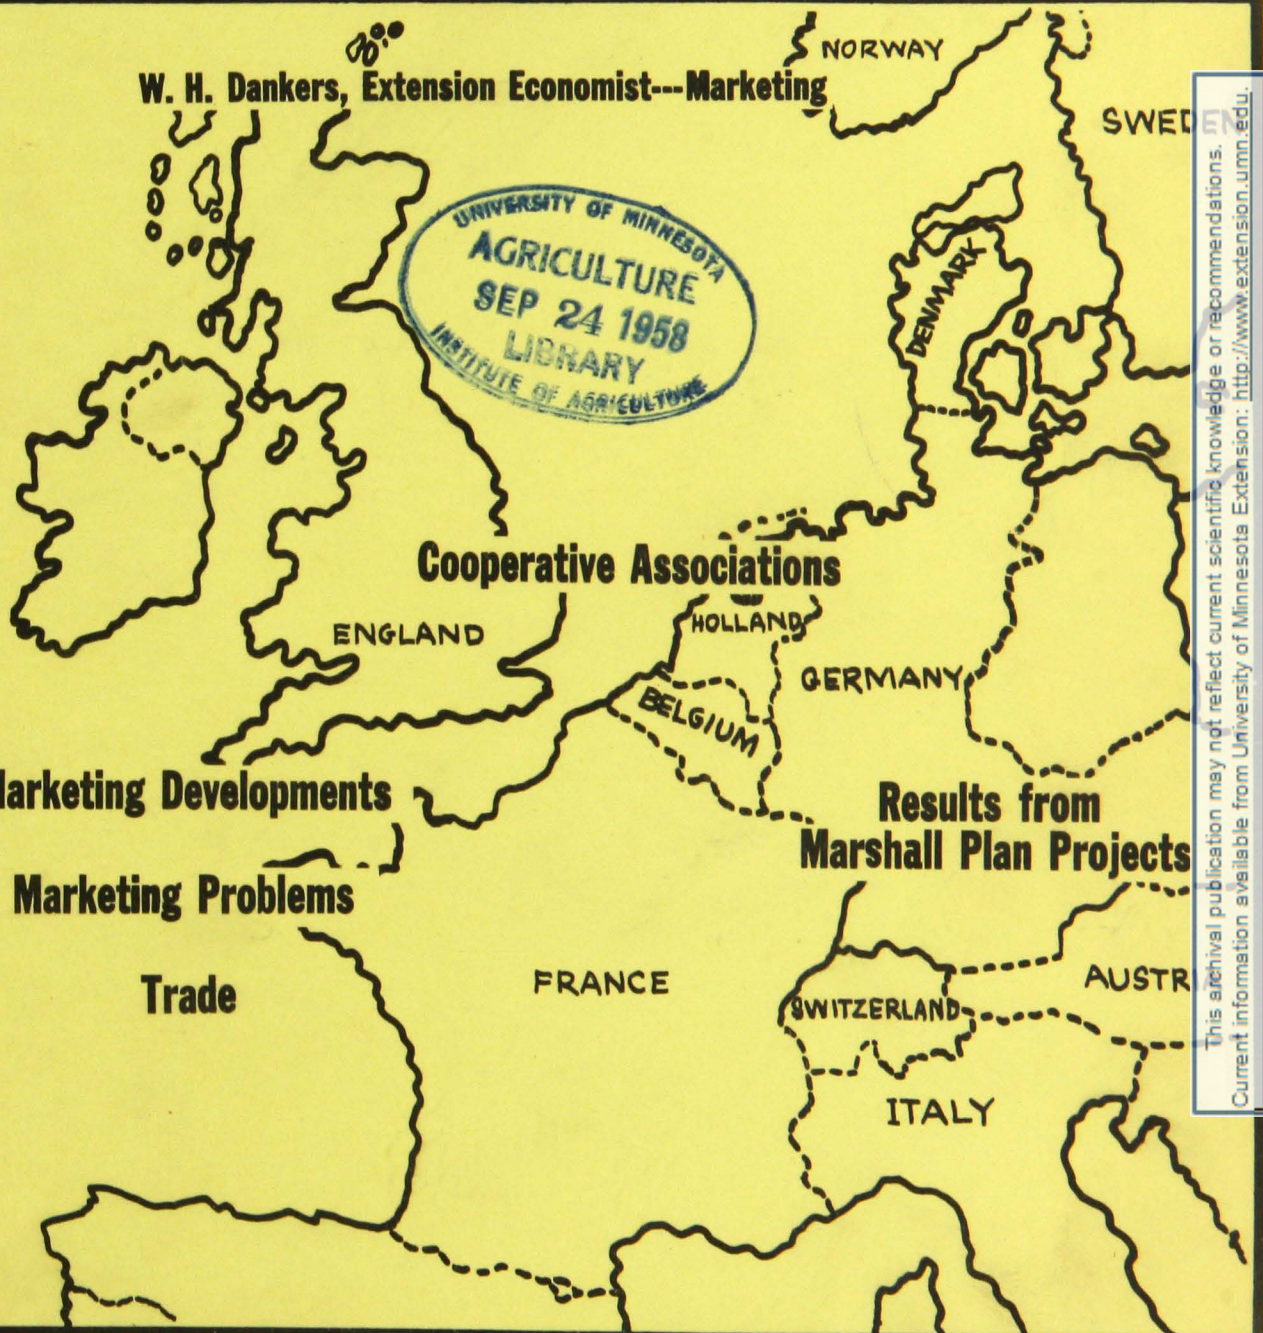 NORWAY
W. H. Dankers, Extension Economist---Marketing
SWEDEN
UNIVERSITY OF MINNESOTA
AGRICULTURE
SEP 24 1958
LIBRARY
INSTITUTE OF AGRICULTURE
DENMARK
Cooperative Associations
HOLLAND
ENGLAND
GERMANY
BELGIUM
Marketing Developments
Results from
Marshall Plan Projects
Marketing Problems
Trade
FRANCE
AUSTRI
SWITZERLAND
ITALY
This archival publication may not reflect current scientific knowledge or recommendations.
Current information available from University of Minnesota Extension: http://www.extension.umn.edu.